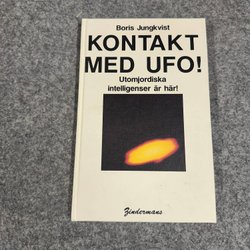 Boris Jungkvist
KONTAKT
MED UFO!
Utomjordiska
intelligenser är här!
Zindermans